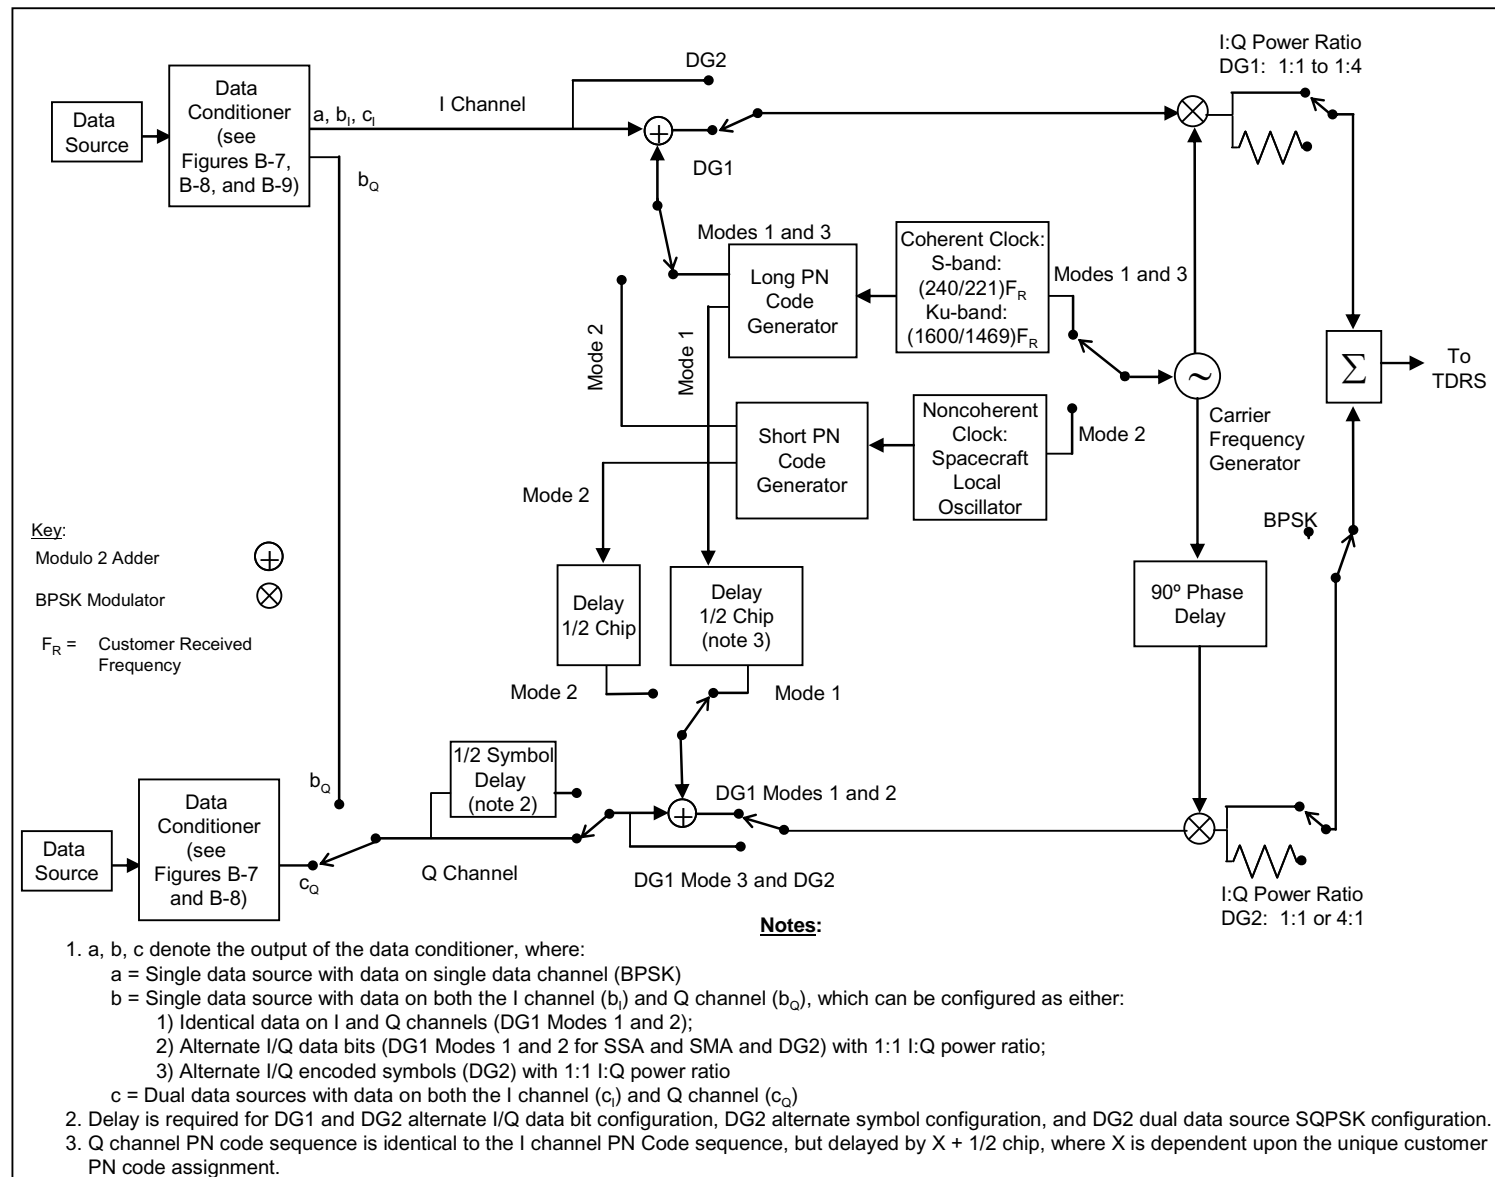 I:Q Power Ratio
DG1: 1:1 to 1:4
DG2
Data
Conditioner
(see
Figures B-7,
B-8, and B-9)
Data
Source
a, b_I, c_I
I Channel
b_Q
+
DG1
Modes 1 and 3
Long PN
Code
Generator
Coherent Clock:
S-band:
(240/221)F_R
Ku-band:
(1600/1469)F_R
Modes 1 and 3
Mode 2
Mode 1
~
Σ
To
TDRS
Short PN
Code
Generator
Noncoherent
Clock:
Spacecraft
Local
Oscillator
Mode 2
Carrier
Frequency
Generator
Mode 2
BPSK
Key:
Modulo 2 Adder
+
BPSK Modulator
F_R = Customer Received
Frequency
Delay
1/2 Chip
Delay
1/2 Chip
(note 3)
90º Phase
Delay
Mode 2
Mode 1
1/2 Symbol
Delay
(note 2)
b_Q
+
DG1 Modes 1 and 2
Data
Source
Data
Conditioner
(see
Figures B-7
and B-8)
c_Q
Q Channel
DG1 Mode 3 and DG2
I:Q Power Ratio
DG2: 1:1 or 4:1
Notes:
1. a, b, c denote the output of the data conditioner, where:
a = Single data source with data on single data channel (BPSK)
b = Single data source with data on both the I channel (b_I) and Q channel (b_Q), which can be configured as either:
1) Identical data on I and Q channels (DG1 Modes 1 and 2);
2) Alternate I/Q data bits (DG1 Modes 1 and 2 for SSA and SMA and DG2) with 1:1 I:Q power ratio;
3) Alternate I/Q encoded symbols (DG2) with 1:1 I:Q power ratio
c = Dual data sources with data on both the I channel (c_I) and Q channel (c_Q)
2. Delay is required for DG1 and DG2 alternate I/Q data bit configuration, DG2 alternate symbol configuration, and DG2 dual data source SQPSK configuration.
3. Q channel PN code sequence is identical to the I channel PN Code sequence, but delayed by X + 1/2 chip, where X is dependent upon the unique customer
PN code assignment.